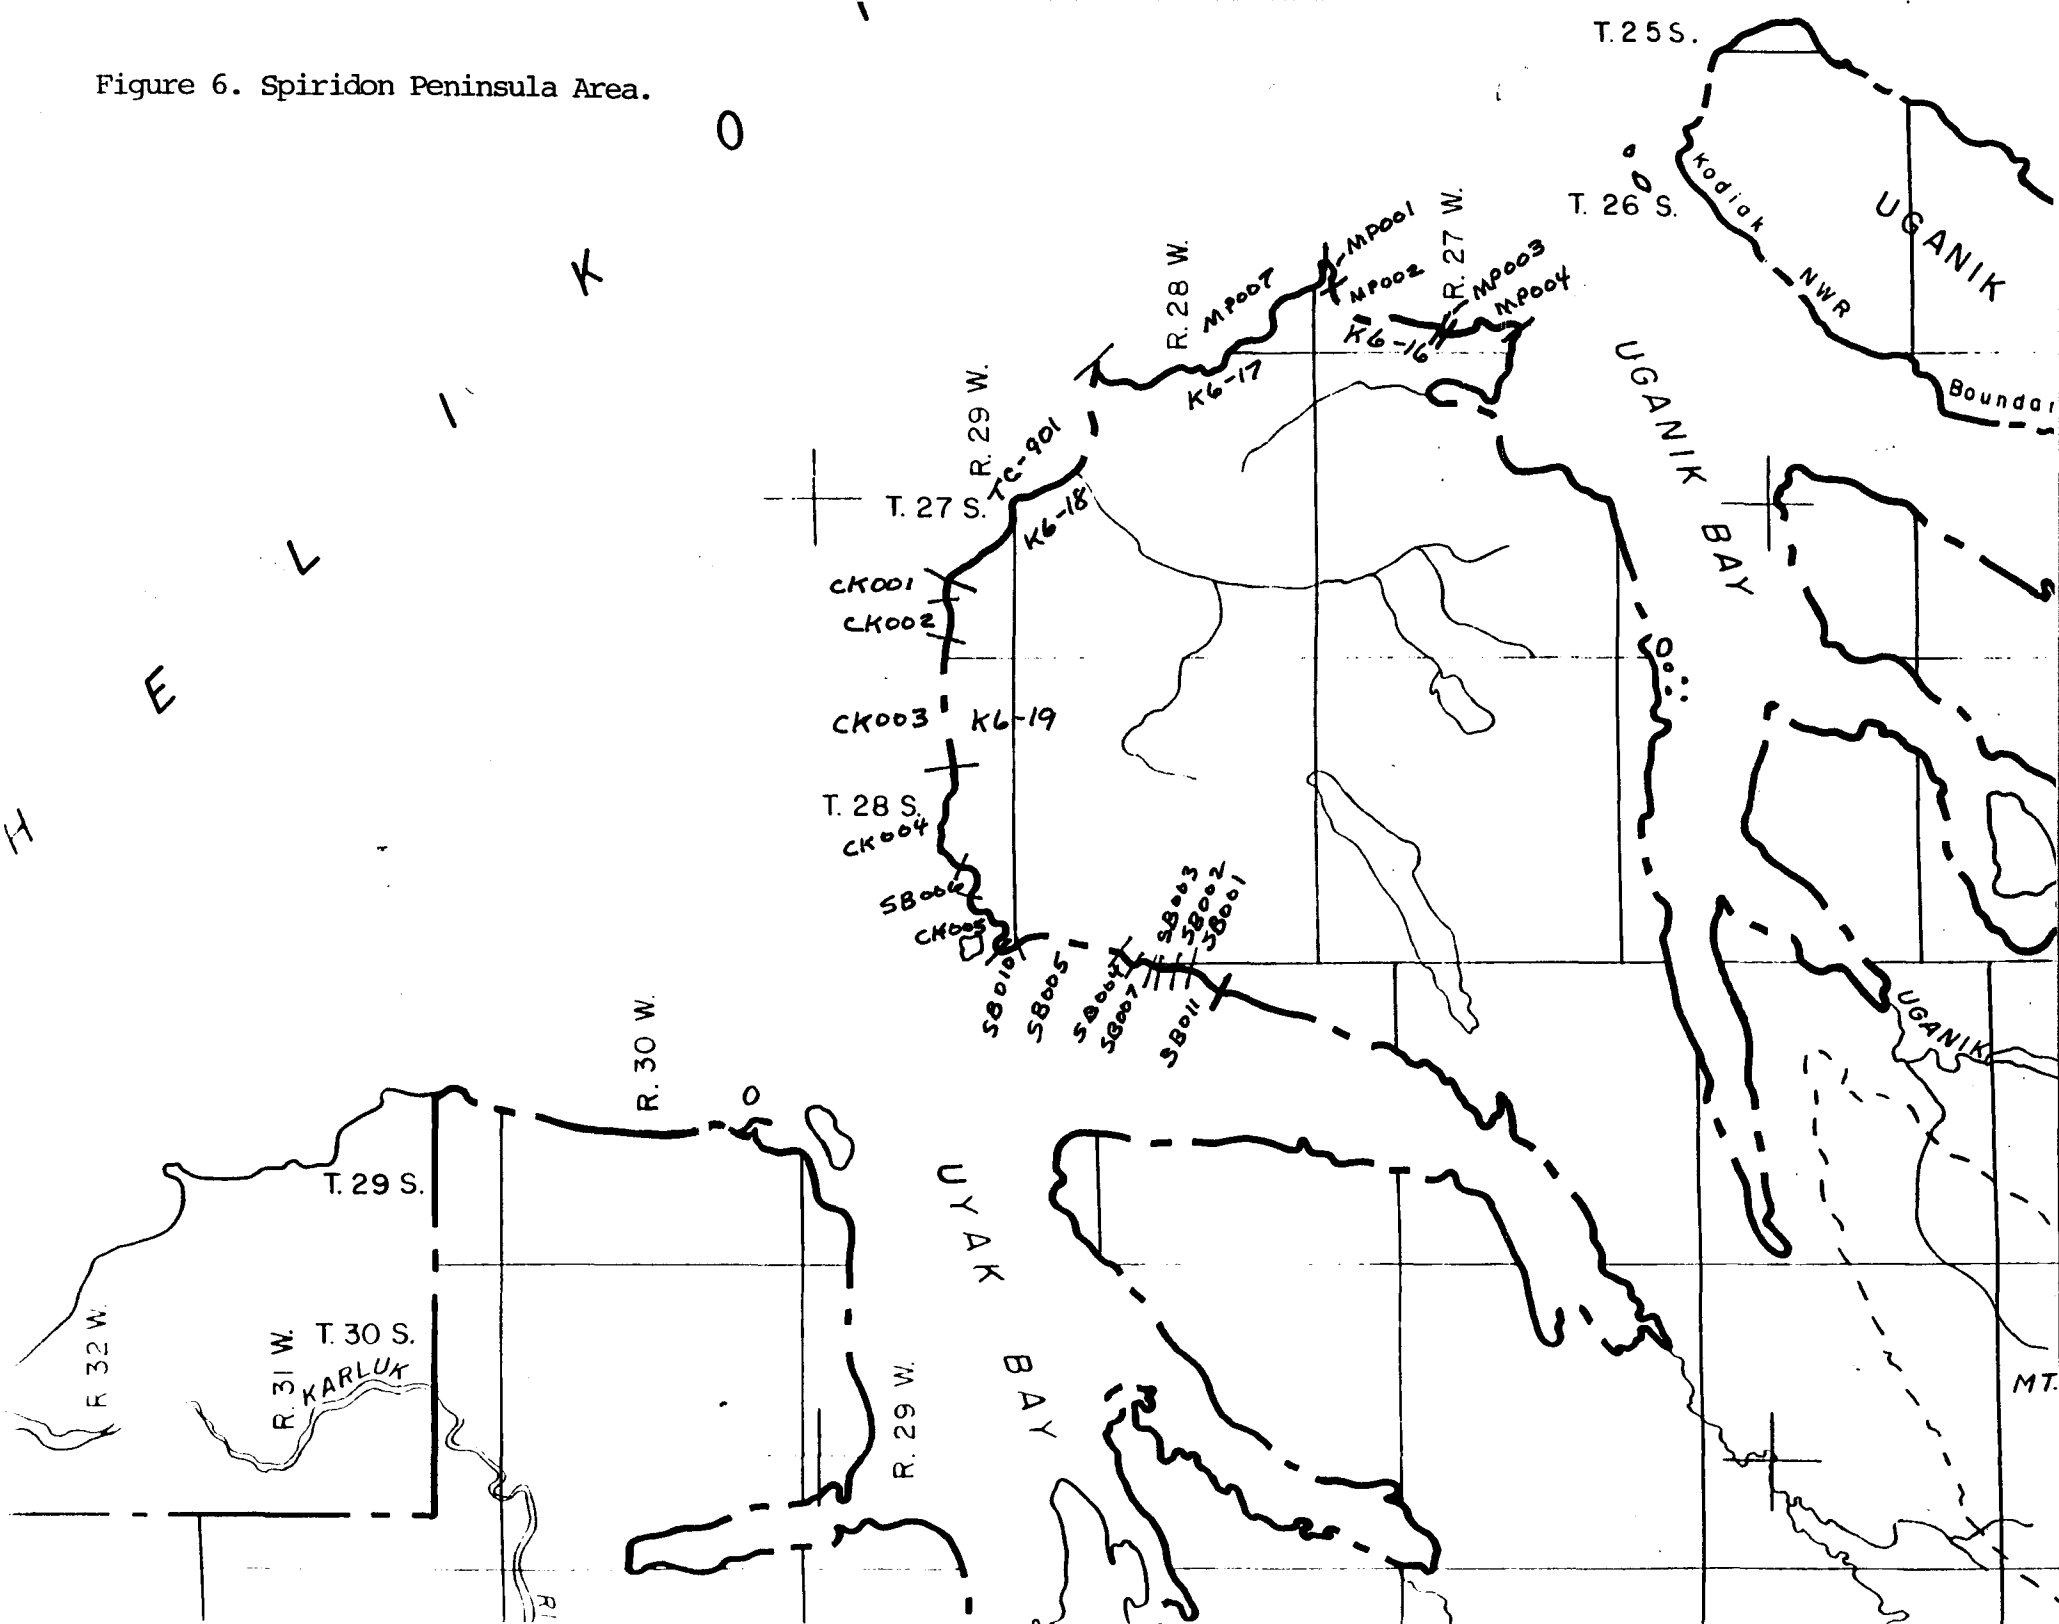 Figure 6. Spiridon Peninsula Area.
T. 25 S.
O
K
I
L
E
H
T. 26 S.
Kodiak
NWR
Boundar
UGANIK
R. 28 W.
MP007
MP001
MP002
R. 27 W.
MP003
MP004
K6-16
K6-17
UGANIK
BAY
R. 29 W.
TC-901
T. 27 S.
K6-18
CK001
CK002
CK003
K6-19
T. 28 S.
CK004
SB006
CK005
SB003
SB002
SB001
SB010
SB005
SB004
SB007
SB011
UGANIK
R. 30 W.
T. 29 S.
UYAK
BAY
R 32 W.
R. 31 W.
T. 30 S.
KARLUK
R. 29 W.
MT.
RI